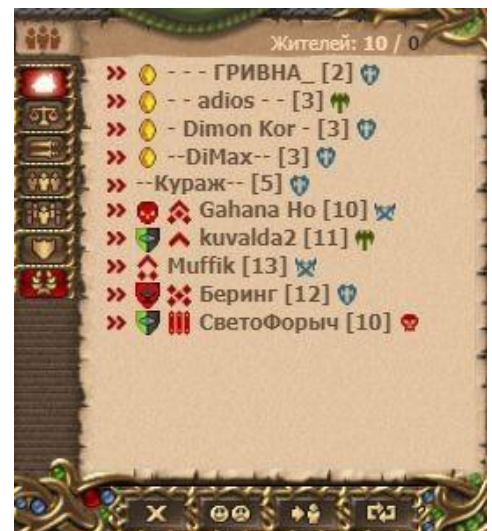 Жителей: 10 / 0
>> - - - ГРИВНА_ [2]
>> - - adios - - [3]
>> - Dimon Kor - [3]
>> --DiMax-- [3]
>> --Кураж-- [5]
>> Gahana Ho [10]
>> kuvalda2 [11]
>> Muffik [13]
>> Беринг [12]
>> СветоФорыч [10]